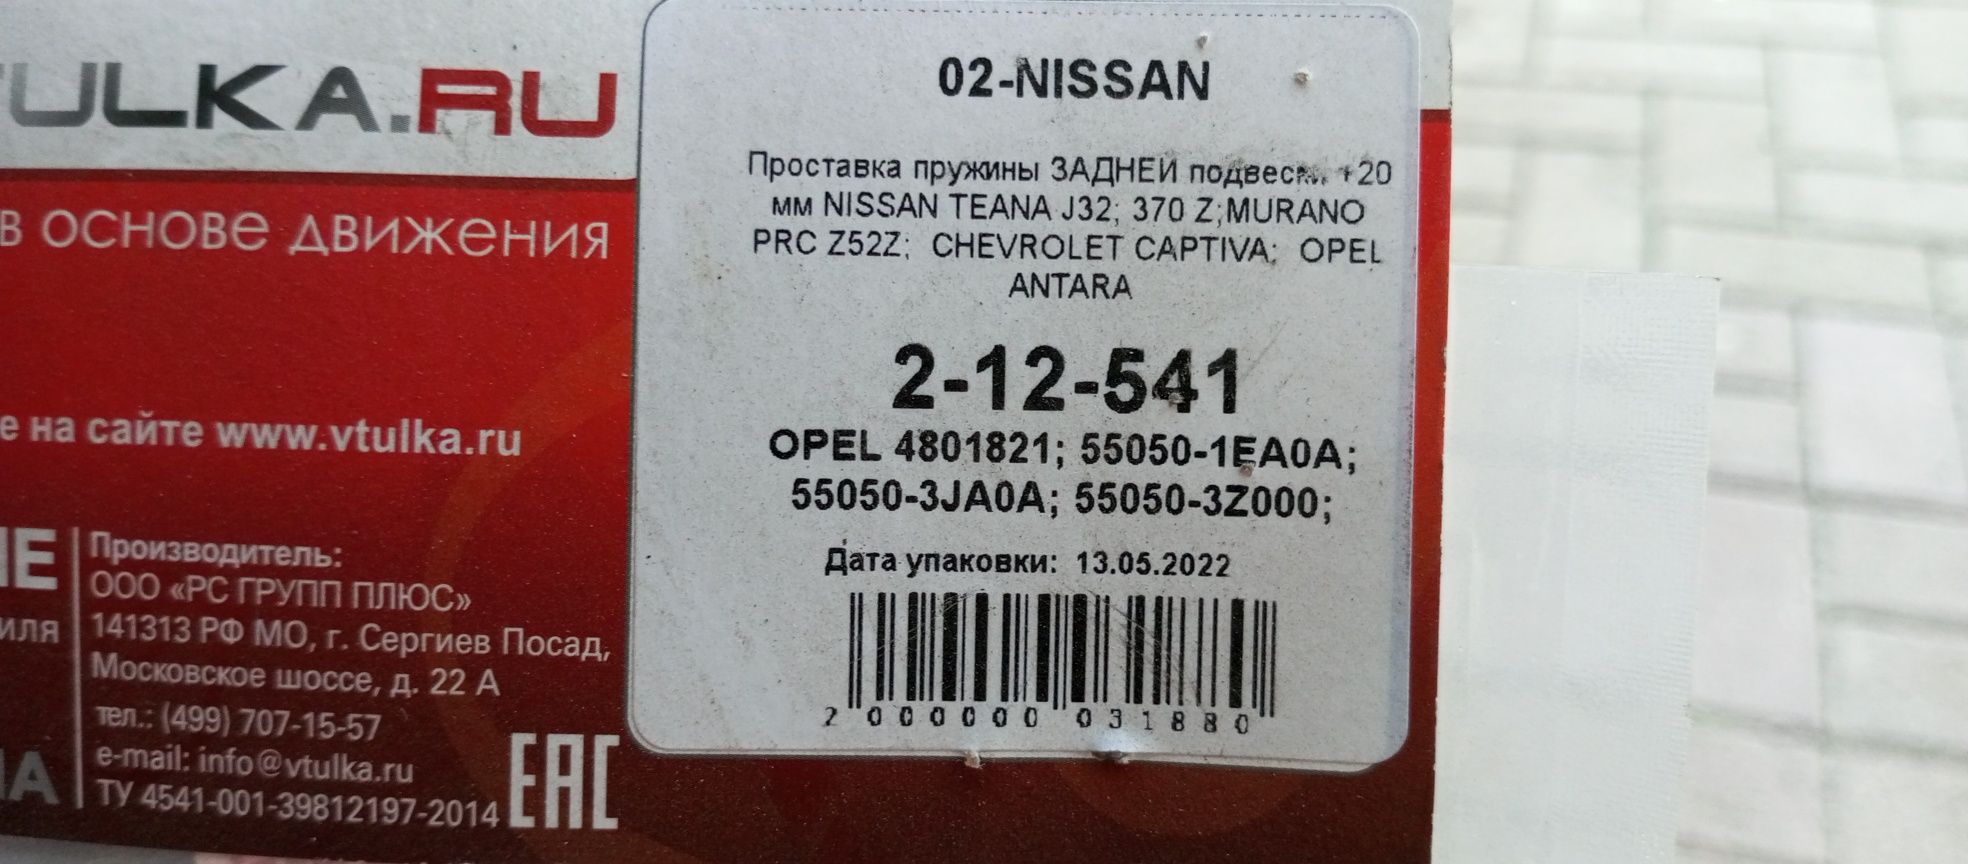 TULKA.RU
В ОСНОВЕ ДВИЖЕНИЯ
е на сайте www.vtulka.ru
Производитель:
ООО «РС ГРУПП ПЛЮС»
141313 РФ МО, г. Сергиев Посад,
Московское шоссе, д. 22 А
тел.: (499) 707-15-57
e-mail: info@vtulka.ru
ТУ 4541-001-39812197-2014
EAC
02-NISSAN
Проставка пружины ЗАДНЕЙ подвески +20
мм NISSAN TEANA J32; 370 Z;MURANO
PRC Z52Z; CHEVROLET CAPTIVA; OPEL
ANTARA
2-12-541
OPEL 4801821; 55050-1EA0A;
55050-3JA0A; 55050-3Z000;
Дата упаковки: 13.05.2022
2 000000 031880